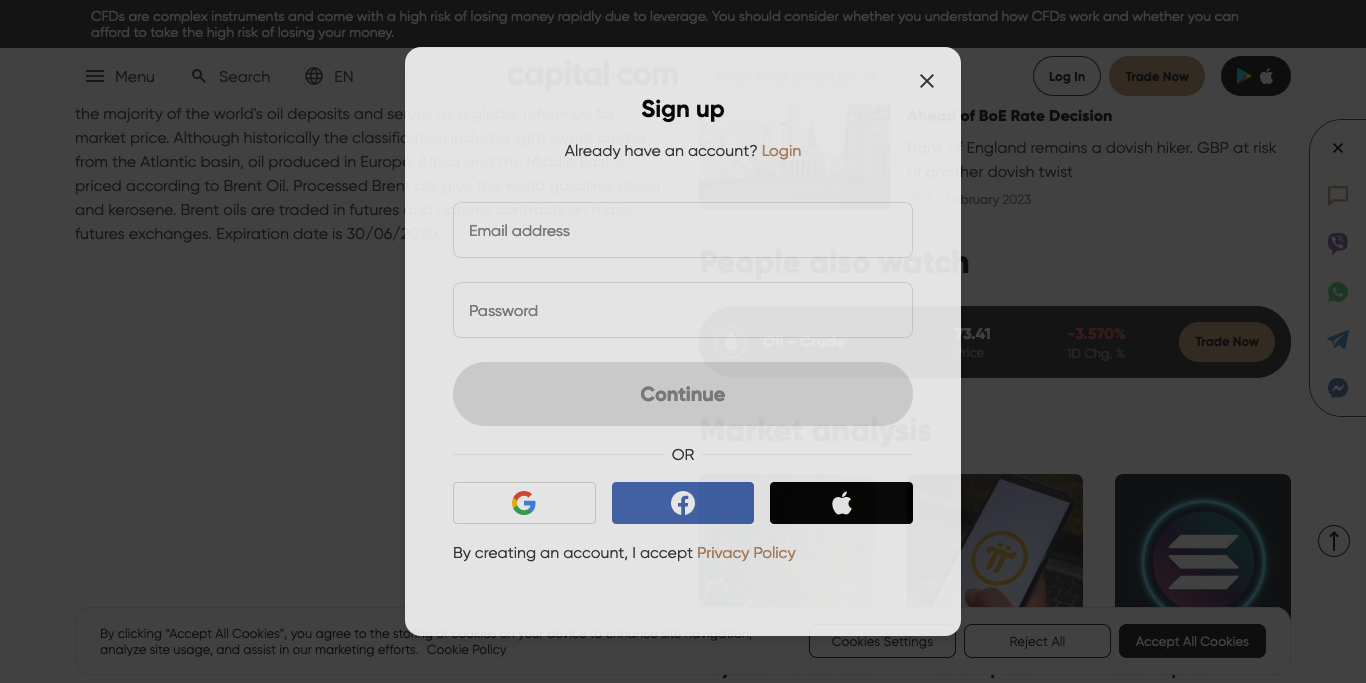 CFDs are complex instruments and come with a high risk of losing money rapidly due to leverage. You should consider whether you understand how CFDs work and whether you can
afford to take the high risk of losing your money.
Menu
Search
EN
capital com
Log In
Trade Now
the majority of the world's oil deposits and serves as a global reference for
market price. Although historically the classification includes light sweet crudes
from the Atlantic basin, oil produced in Europe, Africa and the Middle East is
priced according to Brent Oil. Processed Brent oils give the world gasoline, diesel
and kerosene. Brent oils are traded in futures and options contracts on major
futures exchanges. Expiration date is 30/06/2020.
Sign up
Already have an account? Login
Email address
Password
Continue
OR
By creating an account, I accept Privacy Policy
Ahead of BoE Rate Decision
Bank of England remains a dovish hiker. GBP at risk
of another dovish twist
February 2023
People also watch
Oil - Crude
73.41
Price
-3.570%
1D Chg, %
Trade Now
Market analysis
By clicking “Accept All Cookies”, you agree to the storing of cookies on your device to enhance site navigation,
analyze site usage, and assist in our marketing efforts. Cookie Policy
Cookies Settings
Reject All
Accept All Cookies